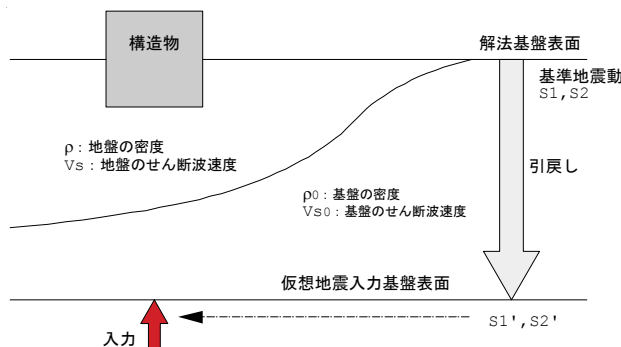 構造物
解法基盤表面
基準地震動
S1,S2
ρ：地盤の密度
Vs：地盤のせん断波速度
引戻し
ρ0：基盤の密度
Vs0：基盤のせん断波速度
仮想地震入力基盤表面
S1',S2'
入力